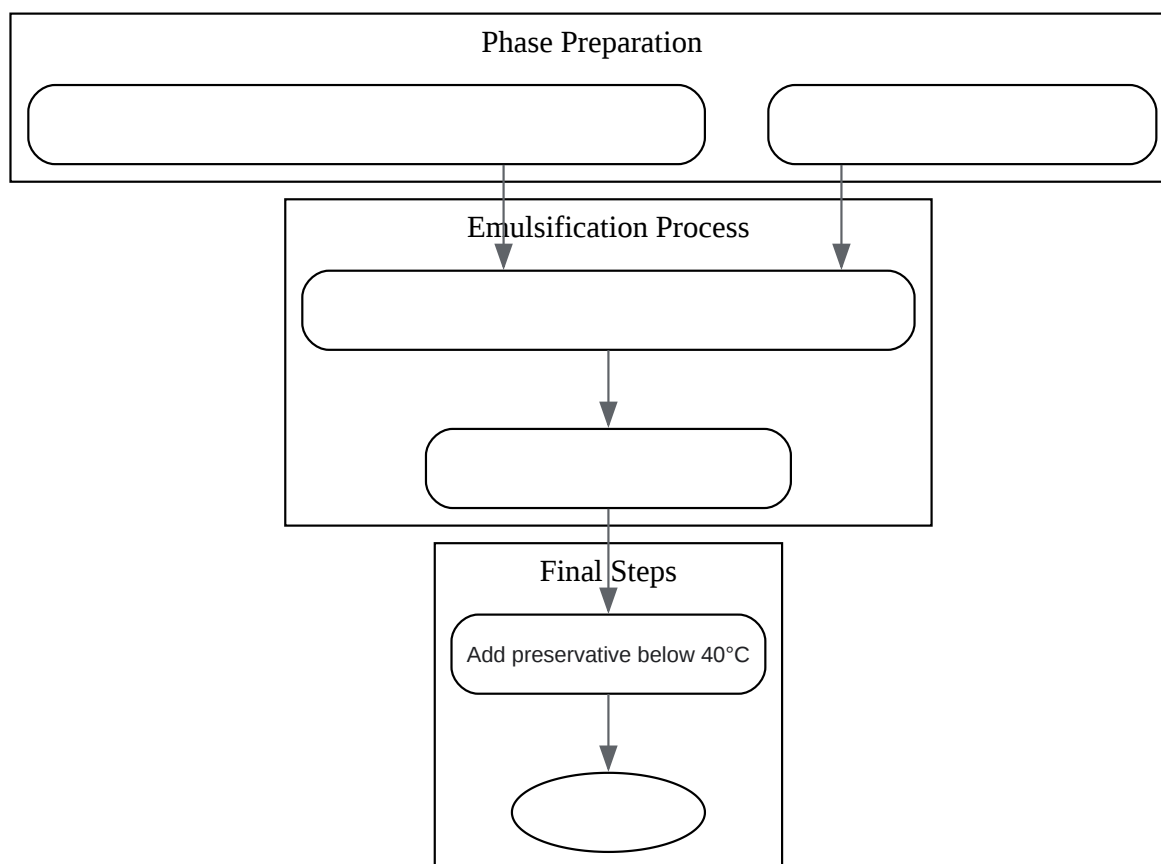 Phase Preparation
Emulsification Process
Final Steps
Add preservative below 40°C